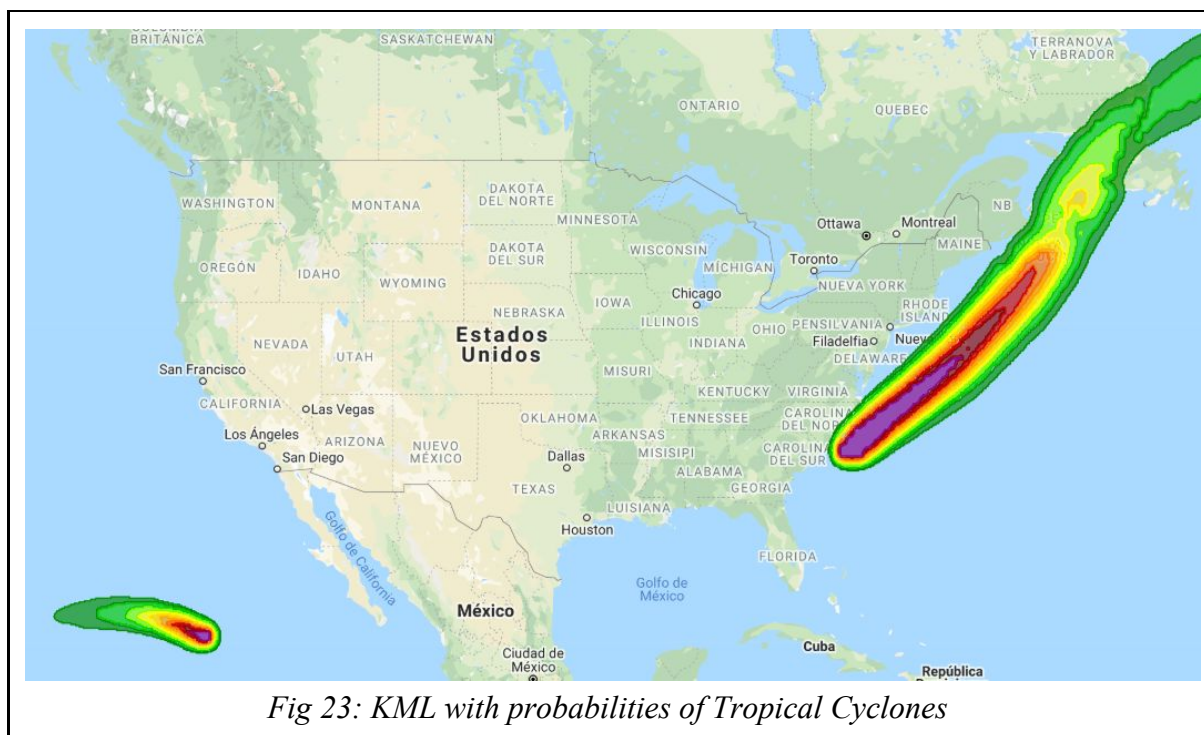 COLUMBIA
BRITÁNICA
SASKATCHEWAN
TERRANOVA
Y LABRADOR
ONTARIO
QUEBEC
WASHINGTON
MONTANA
DAKOTA
DEL NORTE
MINNESOTA
NB
Ottawa
Montreal
MAINE
OREGÓN
IDAHO
WYOMING
DAKOTA
DEL SUR
WISCONSIN
MÍCHIGAN
Toronto
NUEVA YORK
NEBRASKA
IOWA
Chicago
ILLINOIS
INDIANA
OHIO
PENSILVANIA
RHODE
ISLAND
Filadelfia
Nuev
DELAWARE
NEVADA
UTAH
Estados
Unidos
San Francisco
CALIFORNIA
Las Vegas
MISURI
KENTUCKY
VIRGINIA
Los Ángeles
ARIZONA
NUEVO
MÉXICO
OKLAHOMA
ARKANSAS
TENNESSEE
CAROLINA
DEL NOR
San Diego
Dallas
MISISIPI
ALABAMA
CAROLINA
DEL SUR
TEXAS
LUISIANA
GEORGIA
Houston
FLORIDA
Golfo de California
Golfo de
México
México
Ciudad de
México
Cuba
República
Fig 23: KML with probabilities of Tropical Cyclones